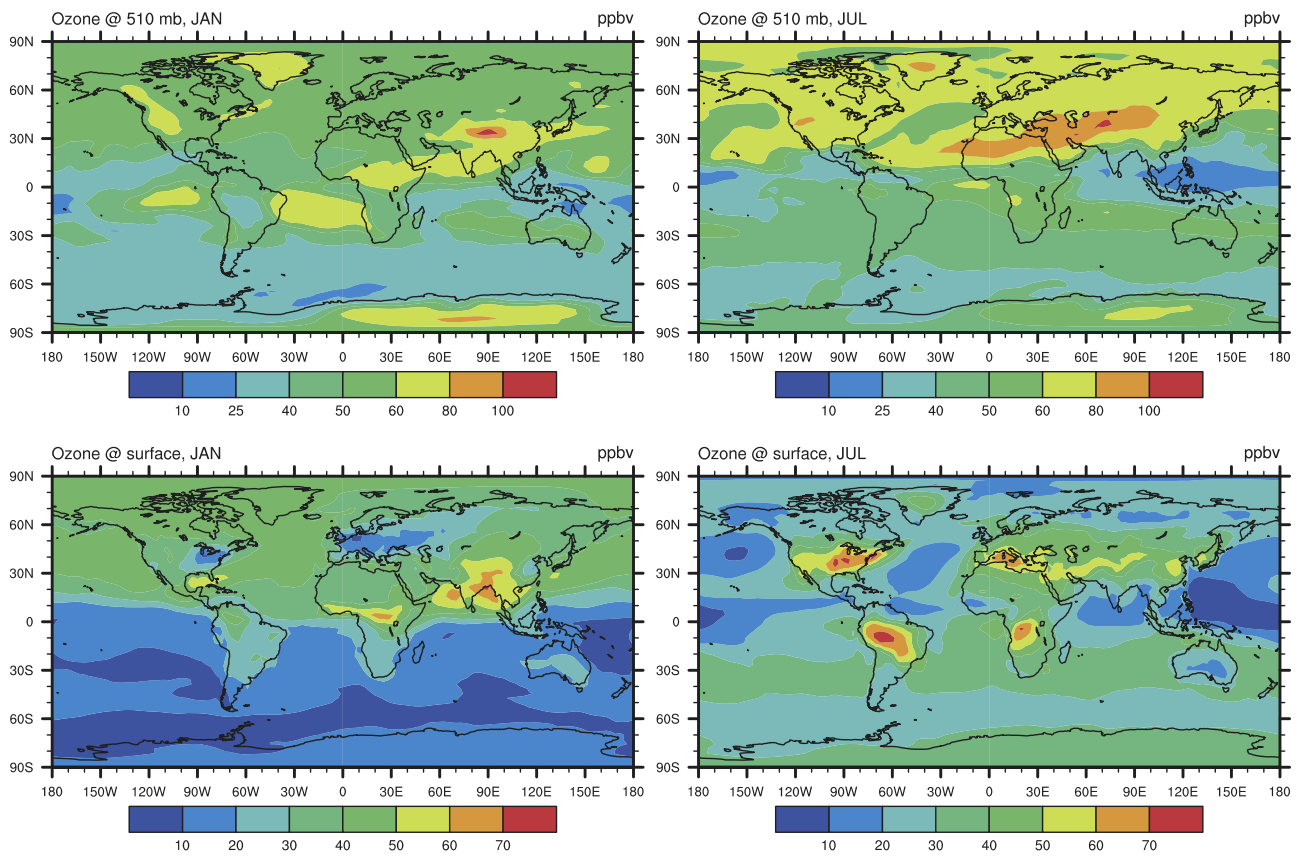 Ozone @ 510 mb, JAN ppbv
90N
60N
30N
0
30S
60S
90S
180 150W 120W 90W 60W 30W 0 30E 60E 90E 120E 150E 180
10 25 40 50 60 80 100
Ozone @ 510 mb, JUL ppbv
90N
60N
30N
0
30S
60S
90S
180 150W 120W 90W 60W 30W 0 30E 60E 90E 120E 150E 180
10 25 40 50 60 80 100
Ozone @ surface, JAN ppbv
90N
60N
30N
0
30S
60S
90S
180 150W 120W 90W 60W 30W 0 30E 60E 90E 120E 150E 180
10 20 30 40 50 60 70
Ozone @ surface, JUL ppbv
90N
60N
30N
0
30S
60S
90S
180 150W 120W 90W 60W 30W 0 30E 60E 90E 120E 150E 180
10 20 30 40 50 60 70